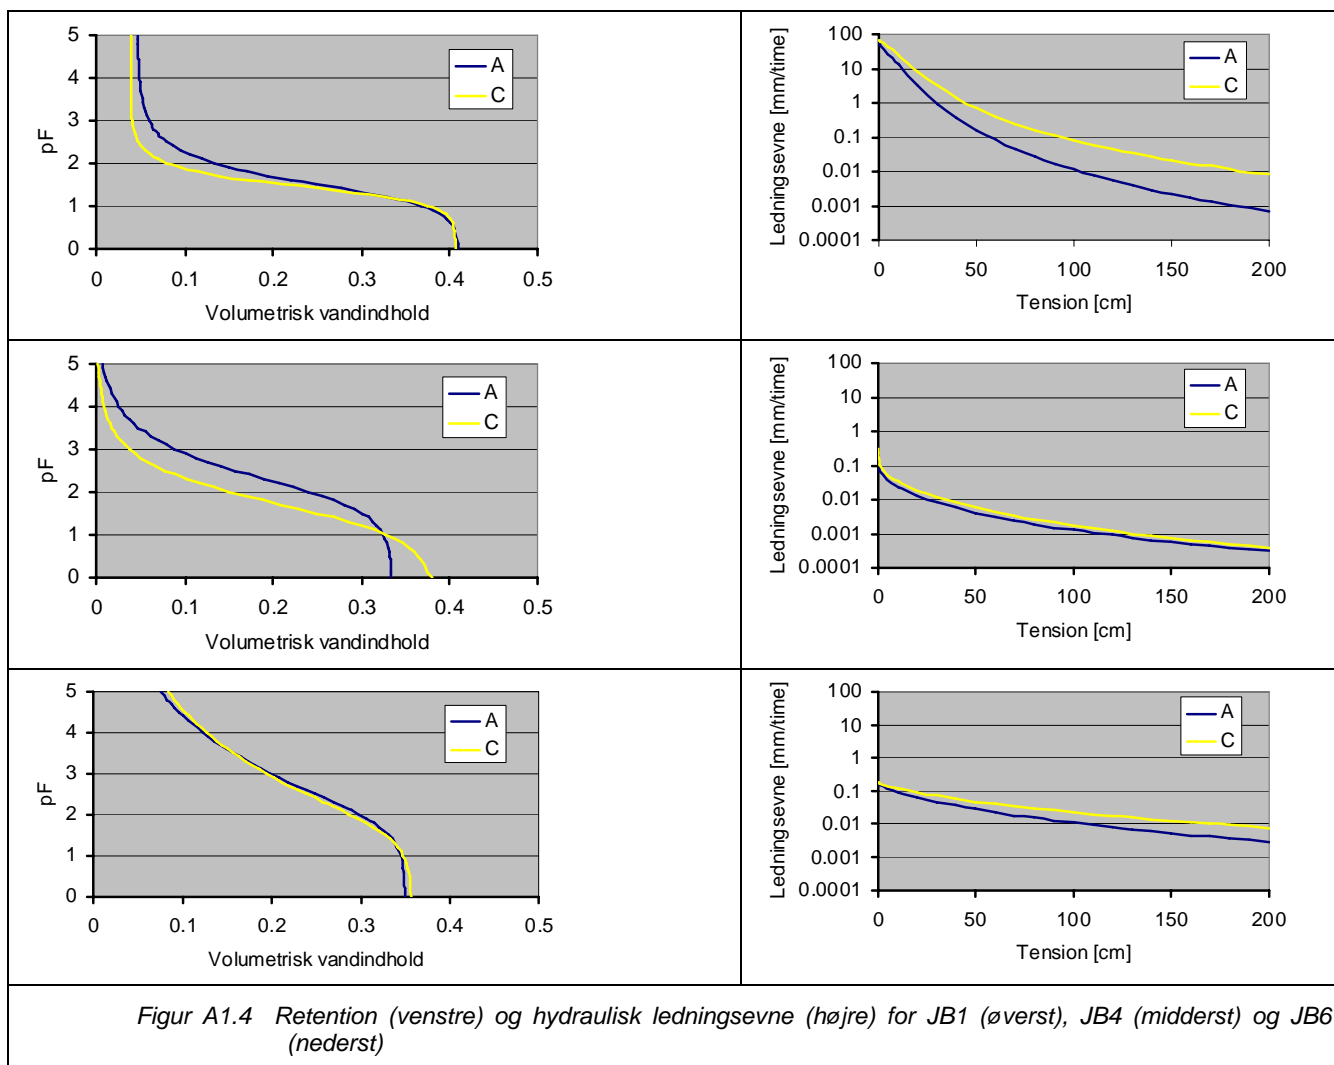 5
4
3
2
1
0
pF
A
C
0 0.1 0.2 0.3 0.4 0.5
Volumetrisk vandindhold
100
10
1
0.1
0.01
0.001
0.0001
Ledningsevne [mm/time]
A
C
0 50 100 150 200
Tension [cm]
5
4
3
2
1
0
pF
A
C
0 0.1 0.2 0.3 0.4 0.5
Volumetrisk vandindhold
100
10
1
0.1
0.01
0.001
0.0001
Ledningsevne [mm/time]
A
C
0 50 100 150 200
Tension [cm]
5
4
3
2
1
0
pF
A
C
0 0.1 0.2 0.3 0.4 0.5
Volumetrisk vandindhold
100
10
1
0.1
0.01
0.001
0.0001
Ledningsevne [mm/time]
A
C
0 50 100 150 200
Tension [cm]
Figur A1.4 Retention (venstre) og hydraulisk ledningsevne (højre) for JB1 (øverst), JB4 (midderst) og JB6
(nederst)